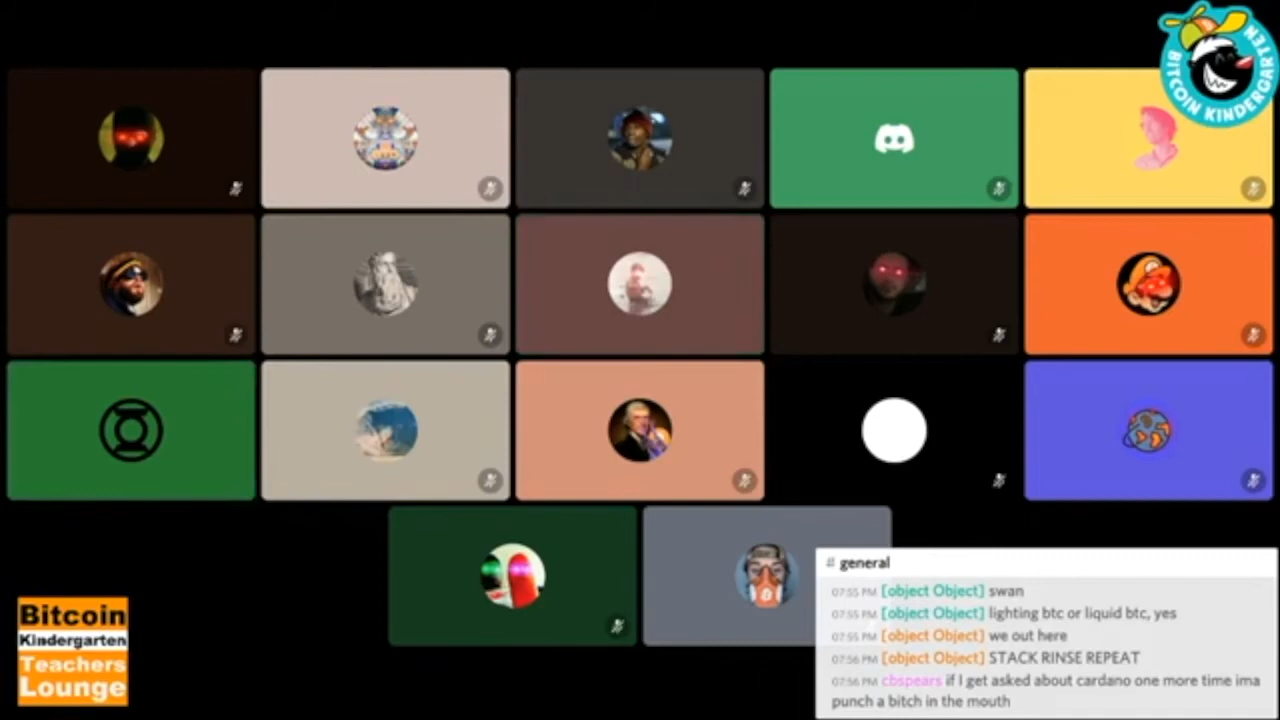 BITCOIN KINDERGARTEN
Bitcoin
Kindergarten
Teachers
Lounge
# general
07:55 PM [object Object] swan
07:55 PM [object Object] lighting btc or liquid btc, yes
07:55 PM [object Object] we out here
07:56 PM [object Object] STACK RINSE REPEAT
07:56 PM cbspears if I get asked about cardano one more time ima
punch a bitch in the mouth